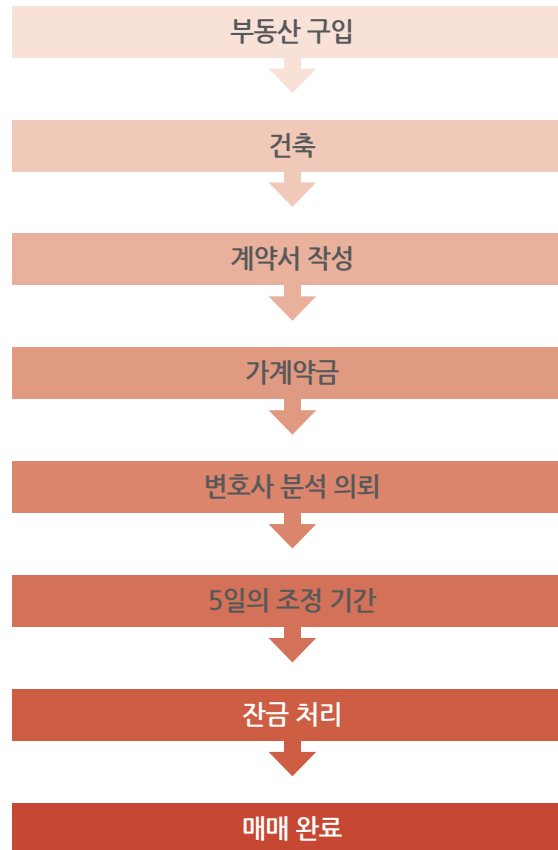 부동산 구입
건축
계약서 작성
가계약금
변호사 분석 의뢰
5일의 조정 기간
잔금 처리
매매 완료